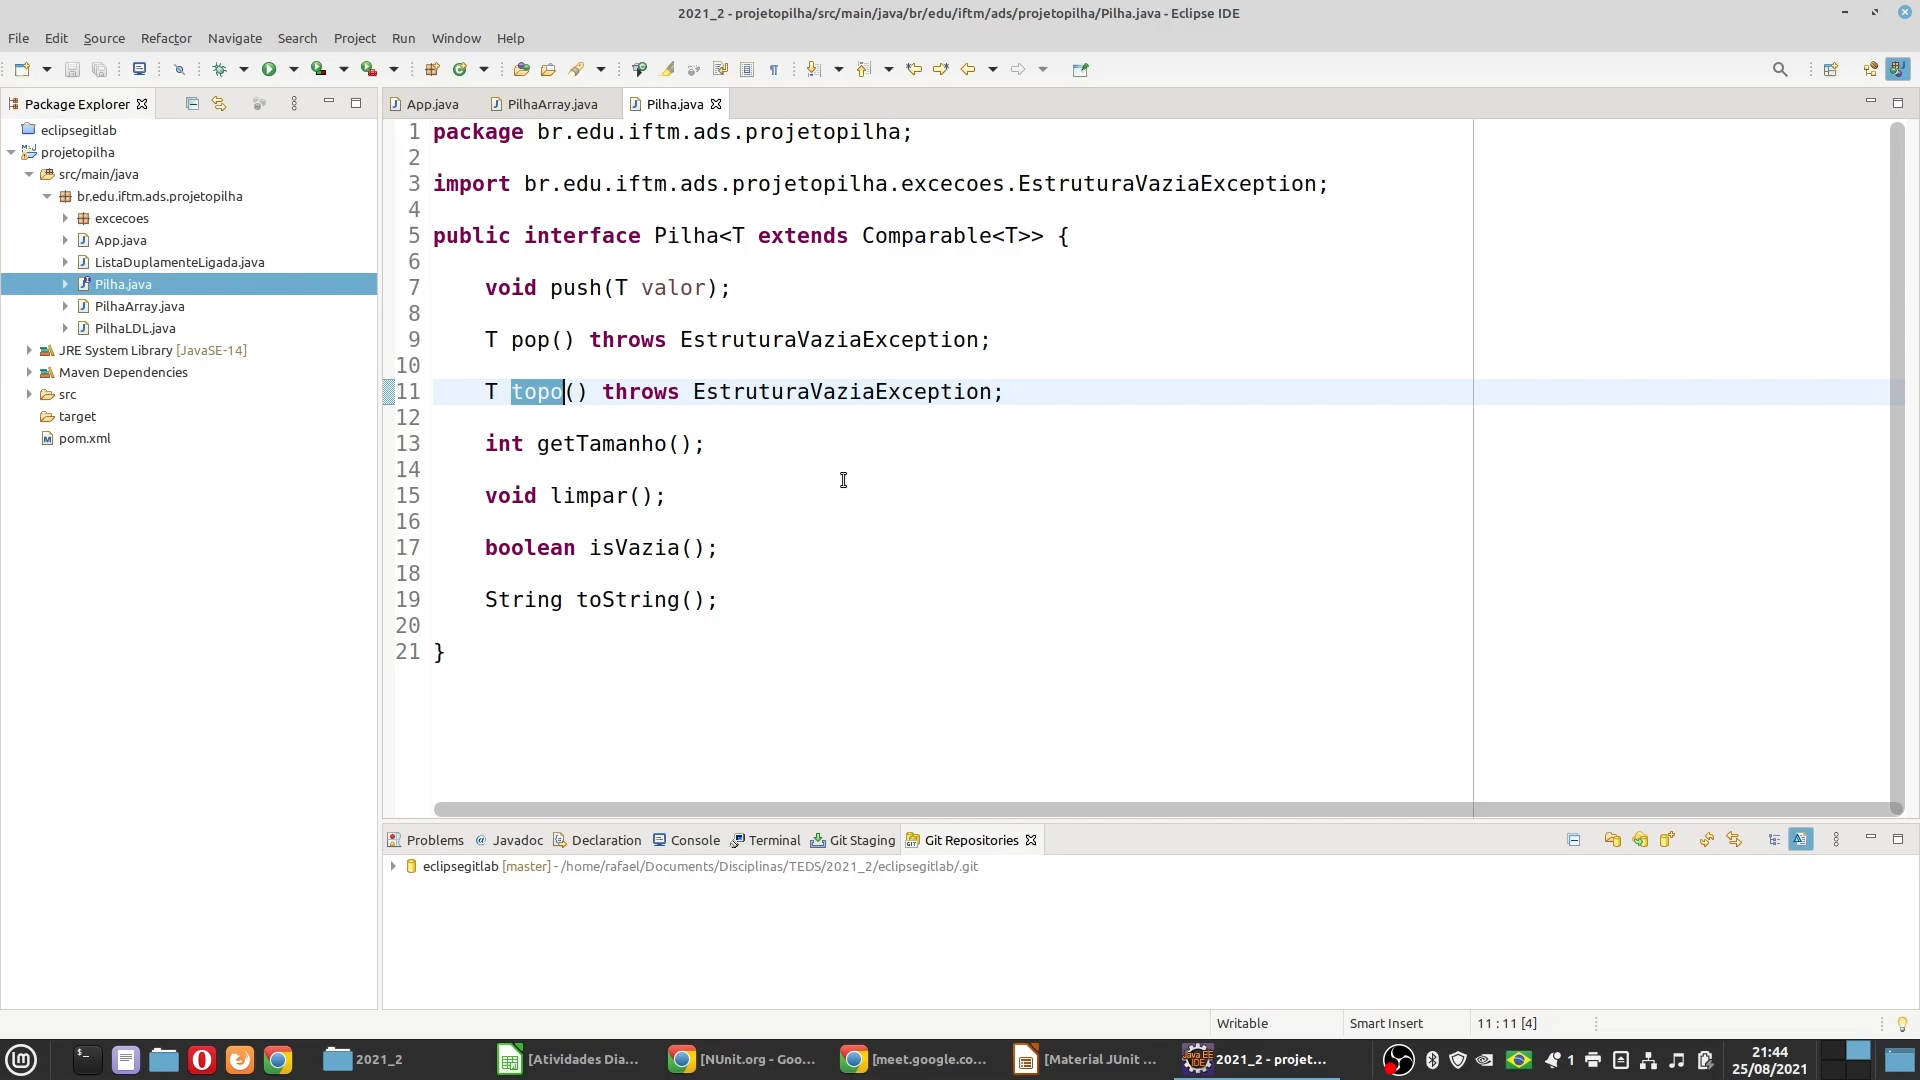 2021_2 - projetopilha/src/main/java/br/edu/iftm/ads/projetopilha/Pilha.java - Eclipse IDE
File Edit Source Refactor Navigate Search Project Run Window Help
Package Explorer
eclipsegitlab
projetopilha
src/main/java
br.edu.iftm.ads.projetopilha
excecoes
App.java
ListaDuplamenteLigada.java
Pilha.java
PilhaArray.java
PilhaLDL.java
JRE System Library [JavaSE-14]
Maven Dependencies
src
target
pom.xml
App.java PilhaArray.java Pilha.java
1 package br.edu.iftm.ads.projetopilha;
2
3 import br.edu.iftm.ads.projetopilha.excecoes.EstruturaVaziaException;
4
5 public interface Pilha<T extends Comparable<T>> {
6
7 void push(T valor);
8
9 T pop() throws EstruturaVaziaException;
10
11 T topo() throws EstruturaVaziaException;
12
13 int getTamanho();
14
15 void limpar();
16
17 boolean isVazia();
18
19 String toString();
20
21 }
Problems Javadoc Declaration Console Terminal Git Staging Git Repositories
eclipsegitlab [master] - /home/rafael/Documents/Disciplinas/TEDS/2021_2/eclipsegitlab/.git
Writable Smart Insert 11 : 11 [4]
2021_2 [Atividades Dia... [NUnit.org - Goo... [meet.google.co... [Material JUnit ... 2021_2 - projet... 1 21:44
25/08/2021